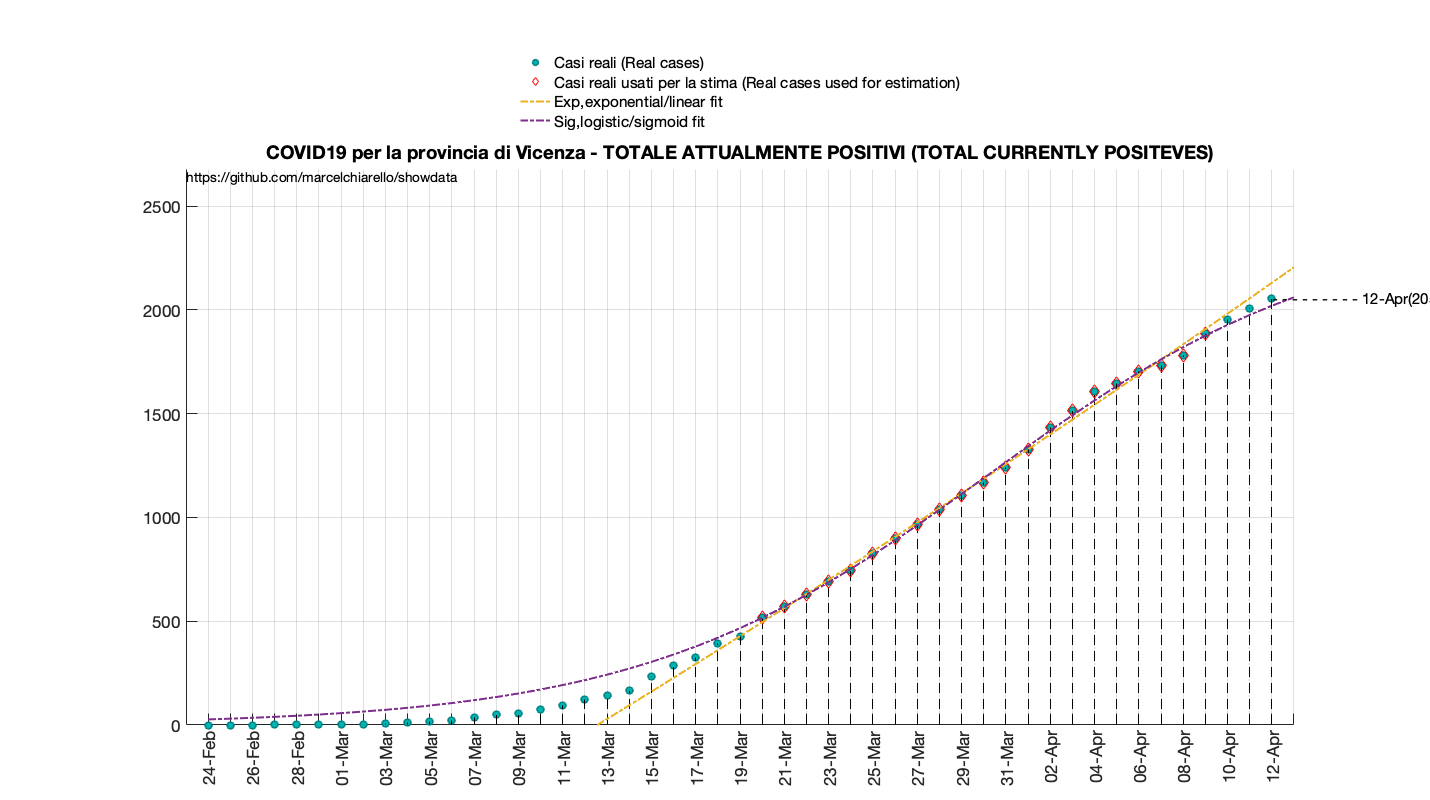 Casi reali (Real cases)
Casi reali usati per la stima (Real cases used for estimation)
Exp,exponential/linear fit
Sig,logistic/sigmoid fit
COVID19 per la provincia di Vicenza - TOTALE ATTUALMENTE POSITIVI (TOTAL CURRENTLY POSITEVES)
https://github.com/marcelchiarello/showdata
2500
2000
1500
1000
500
0
12-Apr(20
24-Feb
26-Feb
28-Feb
01-Mar
03-Mar
05-Mar
07-Mar
09-Mar
11-Mar
13-Mar
15-Mar
17-Mar
19-Mar
21-Mar
23-Mar
25-Mar
27-Mar
29-Mar
31-Mar
02-Apr
04-Apr
06-Apr
08-Apr
10-Apr
12-Apr